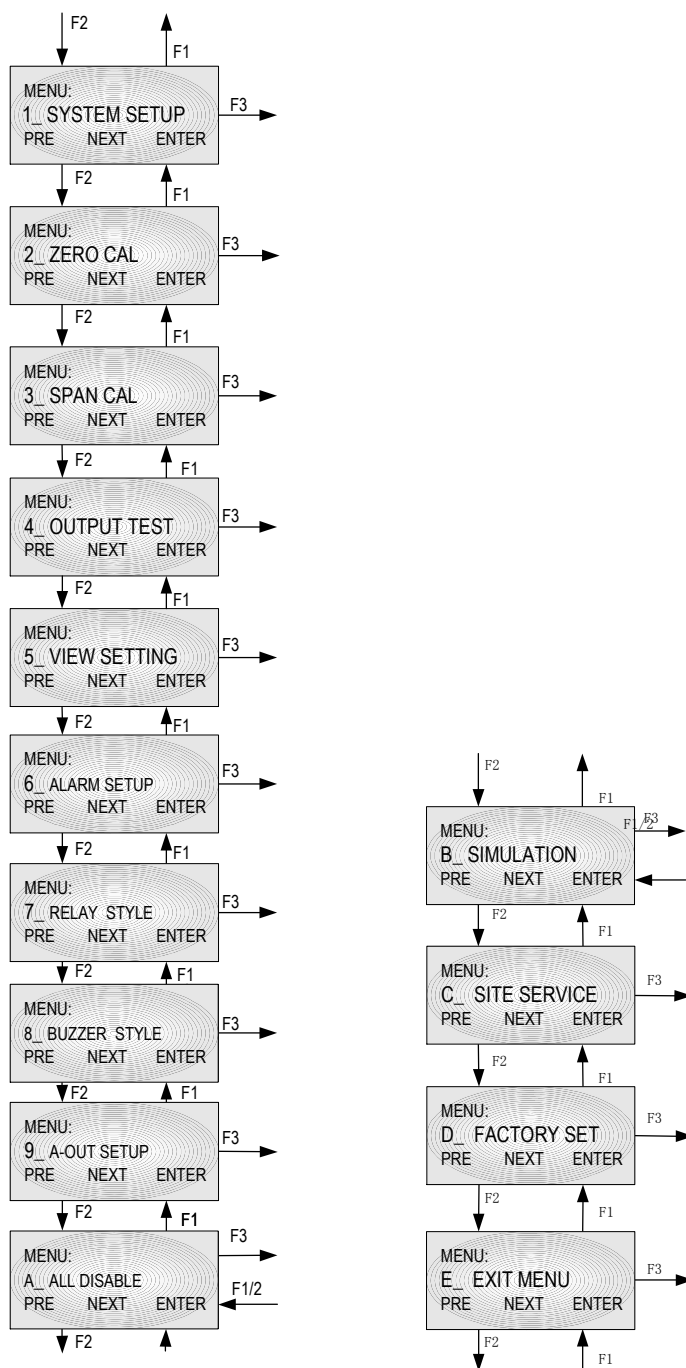 F2
F1
MENU:
1_ SYSTEM SETUP
PRE NEXT ENTER
F3
F2
F1
MENU:
2_ ZERO CAL
PRE NEXT ENTER
F3
F2
F1
MENU:
3_ SPAN CAL
PRE NEXT ENTER
F3
F2
F1
MENU:
4_ OUTPUT TEST
PRE NEXT ENTER
F3
F2
F1
MENU:
5_ VIEW SETTING
PRE NEXT ENTER
F3
F2
F1
MENU:
6_ ALARM SETUP
PRE NEXT ENTER
F3
F2
F1
MENU:
7_ RELAY STYLE
PRE NEXT ENTER
F3
F2
F1
MENU:
8_ BUZZER STYLE
PRE NEXT ENTER
F3
F2
F1
MENU:
9_ A-OUT SETUP
PRE NEXT ENTER
F3
F2
F1
MENU:
A_ ALL DISABLE
PRE NEXT ENTER
F3
F1/2
F2
F2
F1
MENU:
B_ SIMULATION
PRE NEXT ENTER
F1/2
F3
F2
F1
MENU:
C_ SITE SERVICE
PRE NEXT ENTER
F3
F2
F1
MENU:
D_ FACTORY SET
PRE NEXT ENTER
F3
F2
F1
MENU:
E_ EXIT MENU
PRE NEXT ENTER
F3
F2
F1